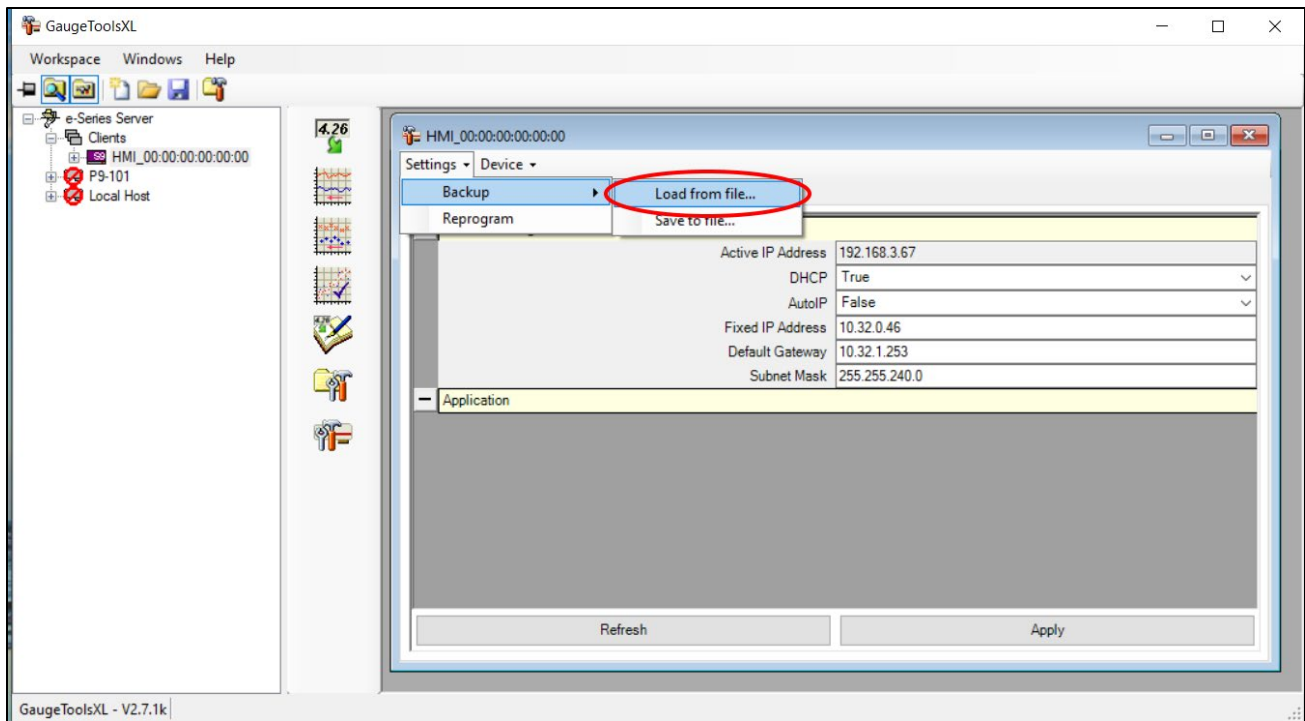 GaugeToolsXL
Workspace Windows Help
e-Series Server
Clients
S9 HMI_00:00:00:00:00:00
P9-101
Local Host
4.26
HMI_00:00:00:00:00:00
Settings Device
Backup
Load from file...
Reprogram
Save to file...
Active IP Address 192.168.3.67
DHCP True
AutoIP False
Fixed IP Address 10.32.0.46
Default Gateway 10.32.1.253
Subnet Mask 255.255.240.0
Application
Refresh Apply
GaugeToolsXL - V2.7.1k